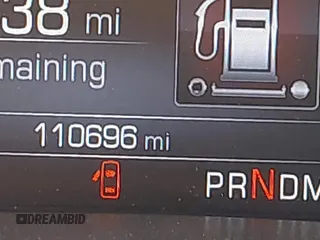 38 mi
maining
110696 mi
PRNDM
DREAMBID